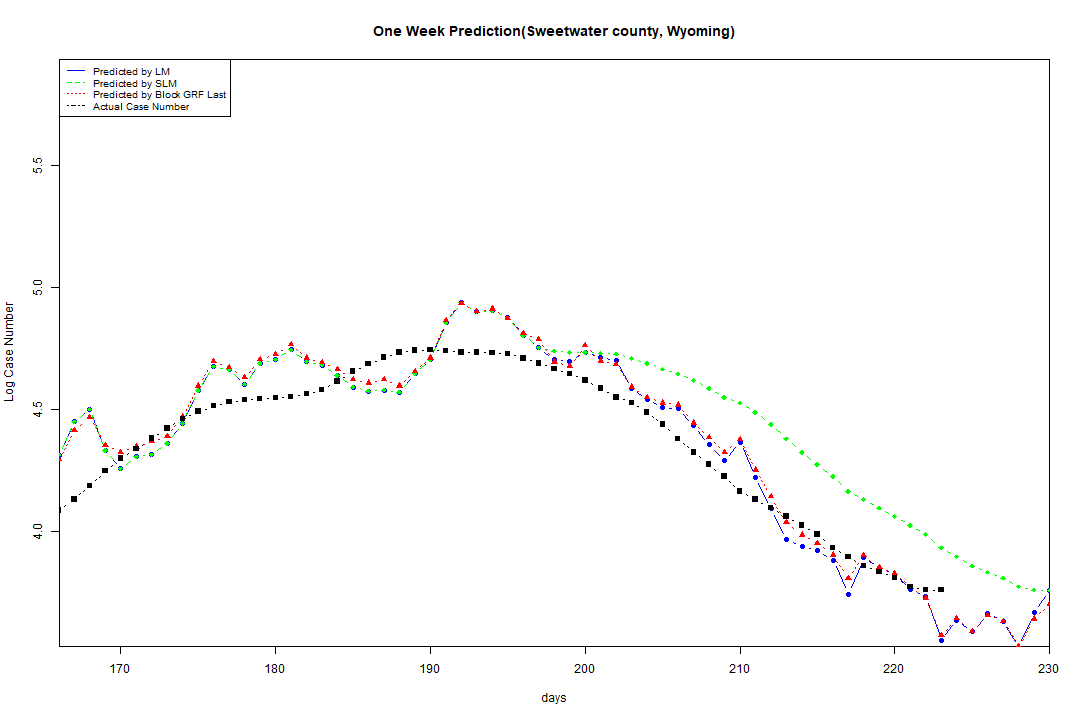 One Week Prediction(Sweetwater county, Wyoming)
Predicted by LM
Predicted by SLM
Predicted by Block GRF Last
Actual Case Number
5.5
5.0
4.5
4.0
Log Case Number
170 180 190 200 210 220 230
days